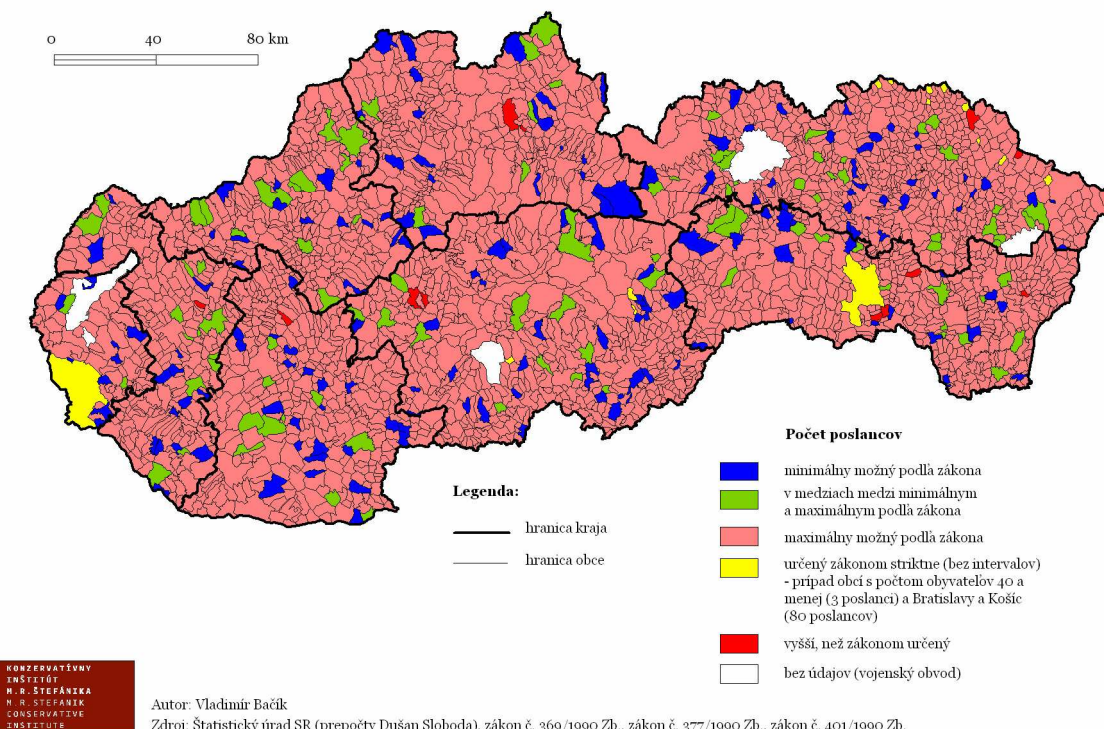 0 40 80 km
Počet poslancov
minimálny možný podľa zákona
v medziach medzi minimálnym
a maximálnym podľa zákona
maximálny možný podľa zákona
určený zákonom striktne (bez intervalov)
- prípad obcí s počtom obyvateľov 40 a
menej (3 poslanci) a Bratislavy a Košíc
(80 poslancov)
vyšší, než zákonom určený
bez údajov (vojenský obvod)
Legenda:
hranica kraja
hranica obce
KONZERVATÍVNY
INŠTITÚT
M.R.ŠTEFÁNIKA
M.R.STEFANIK
CONSERVATIVE
INSTITUTE
Autor: Vladimír Bačík
Zdroj: Štatistický úrad SR (prepočty Dušan Sloboda), zákon č. 369/1990 Zb., zákon č. 377/1990 Zb., zákon č. 401/1990 Zb.